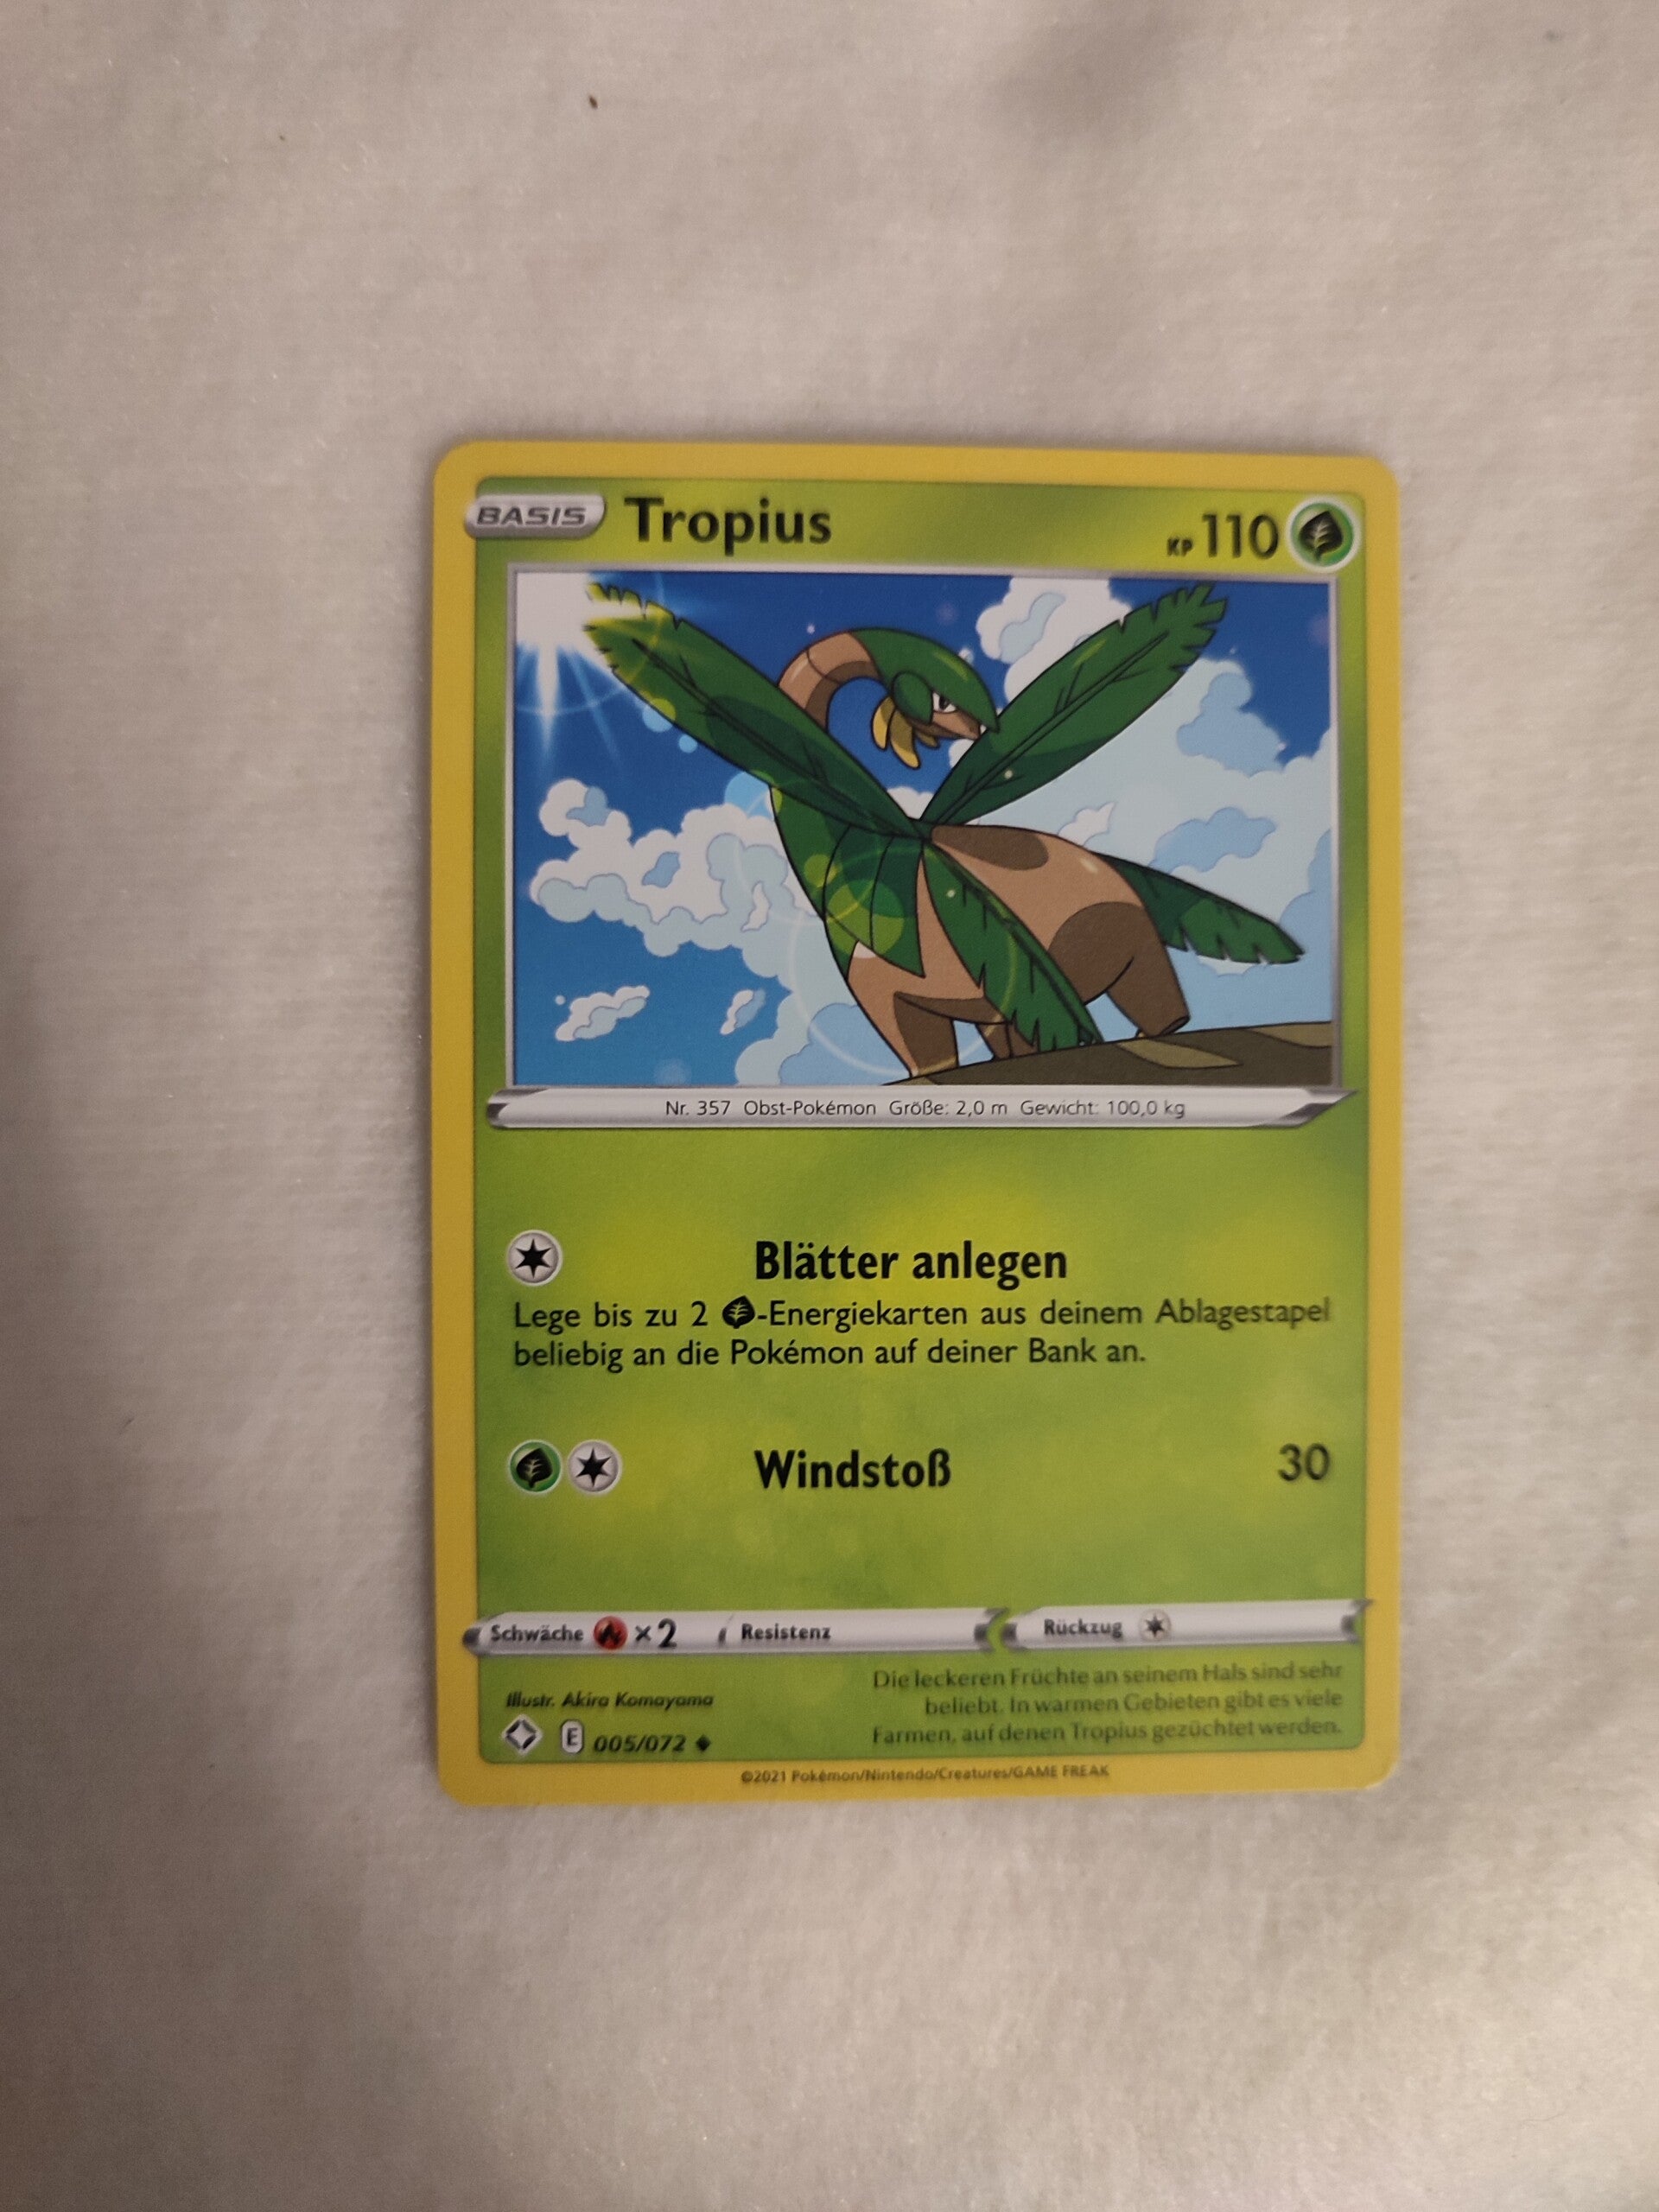 BASIS Tropius KP 110
Nr. 357 Obst-Pokémon Größe: 2,0 m Gewicht: 100,0 kg
Blätter anlegen
Lege bis zu 2 -Energiekarten aus deinem Ablagestapel
beliebig an die Pokémon auf deiner Bank an.
Windstoß 30
Schwäche ×2 Resistenz Rückzug
Illustr. Akira Komayama
E 005/072
Die leckeren Früchte an seinem Hals sind sehr
beliebt. In warmen Gebieten gibt es viele
Farmen, auf denen Tropius gezüchtet werden.
©2021 Pokémon/Nintendo/Creatures/GAME FREAK